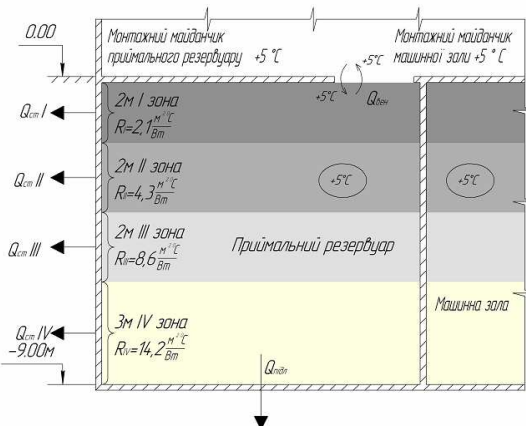 0.00
Монтажний майданчик
приймального резервуару +5 °C
Монтажний майданчик
машинної зали +5 °C
+5°C
+5°C
Qвен
Qст I
2м I зона
RI=2,1 м²°C/Вт
Qст II
2м II зона
RII=4,3 м²°C/Вт
+5°C
+5°C
Qст III
2м III зона
RIII=8,6 м²°C/Вт
Приймальний резервуар
Машинна зала
Qст IV
3м IV зона
RIV=14,2 м²°C/Вт
-9.00м
Qпідл